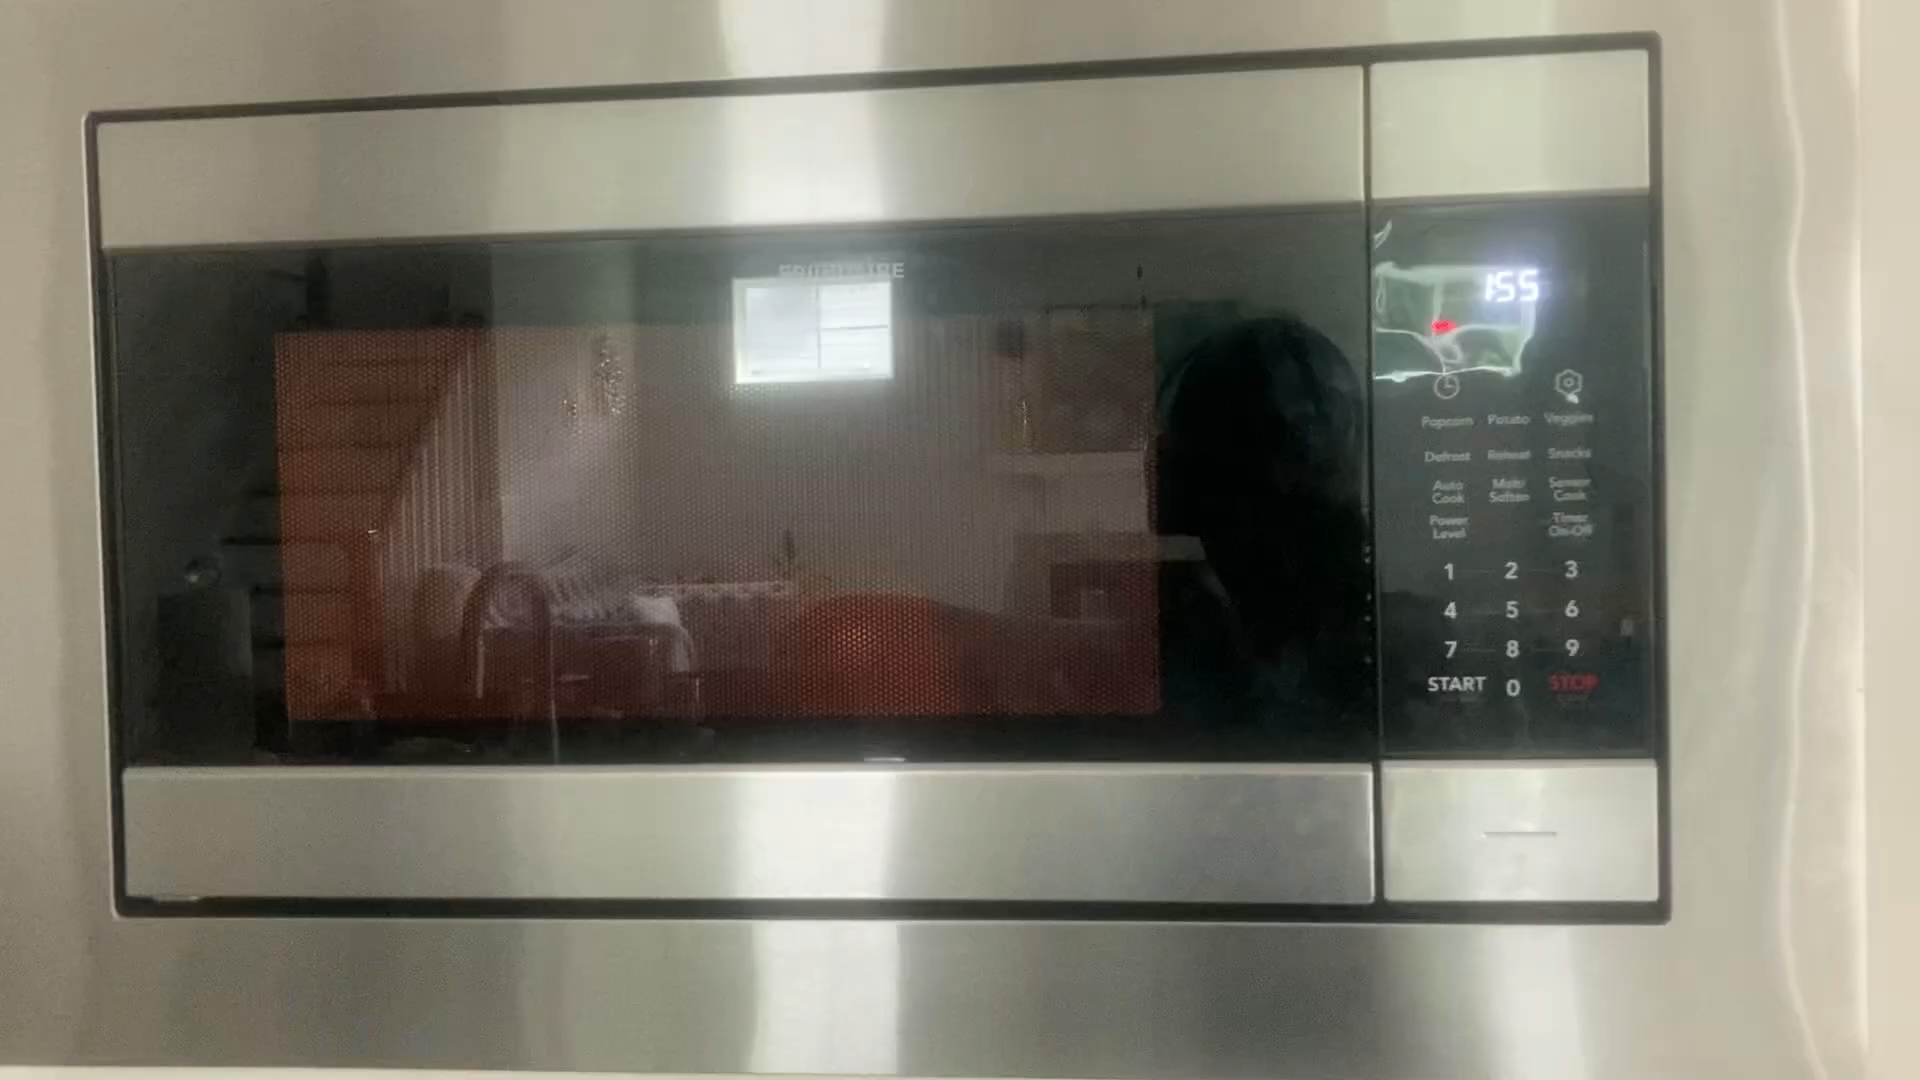 FRIGIDAIRE
155
Popcorn Potato Veggies
Defrost Reheat Snacks
Auto Cook Melt/ Soften Sensor Cook
Power Level Timer On-Off
1 2 3
4 5 6
7 8 9
START 0 STOP